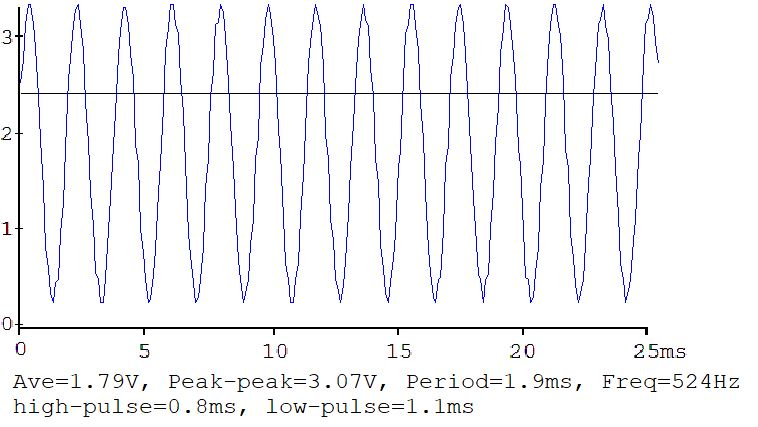 3
2
1
0
0 5 10 15 20 25ms
Ave=1.79V, Peak-peak=3.07V, Period=1.9ms, Freq=524Hz
high-pulse=0.8ms, low-pulse=1.1ms